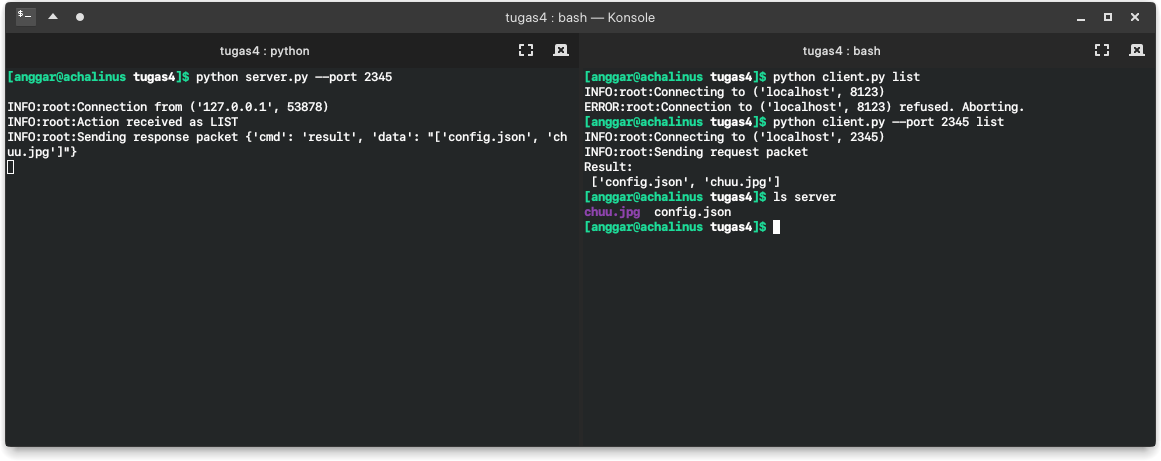 tugas4 : bash — Konsole
tugas4 : python
[anggar@achalinus tugas4]$ python server.py --port 2345
INFO:root:Connection from ('127.0.0.1', 53878)
INFO:root:Action received as LIST
INFO:root:Sending response packet {'cmd': 'result', 'data': "['config.json', 'ch
uu.jpg']"}
tugas4 : bash
[anggar@achalinus tugas4]$ python client.py list
INFO:root:Connecting to ('localhost', 8123)
ERROR:root:Connection to ('localhost', 8123) refused. Aborting.
[anggar@achalinus tugas4]$ python client.py --port 2345 list
INFO:root:Connecting to ('localhost', 2345)
INFO:root:Sending request packet
Result:
 ['config.json', 'chuu.jpg']
[anggar@achalinus tugas4]$ ls server
chuu.jpg  config.json
[anggar@achalinus tugas4]$